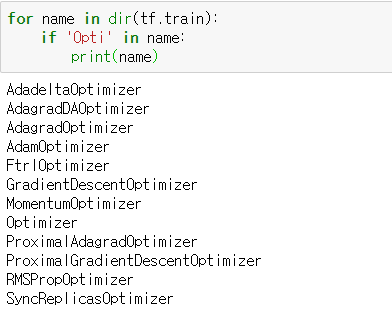 for name in dir(tf.train):
    if 'Opti' in name:
        print(name)
AdadeltaOptimizer
AdagradDAOptimizer
AdagradOptimizer
AdamOptimizer
FtrlOptimizer
GradientDescentOptimizer
MomentumOptimizer
Optimizer
ProximalAdagradOptimizer
ProximalGradientDescentOptimizer
RMSPropOptimizer
SyncReplicasOptimizer